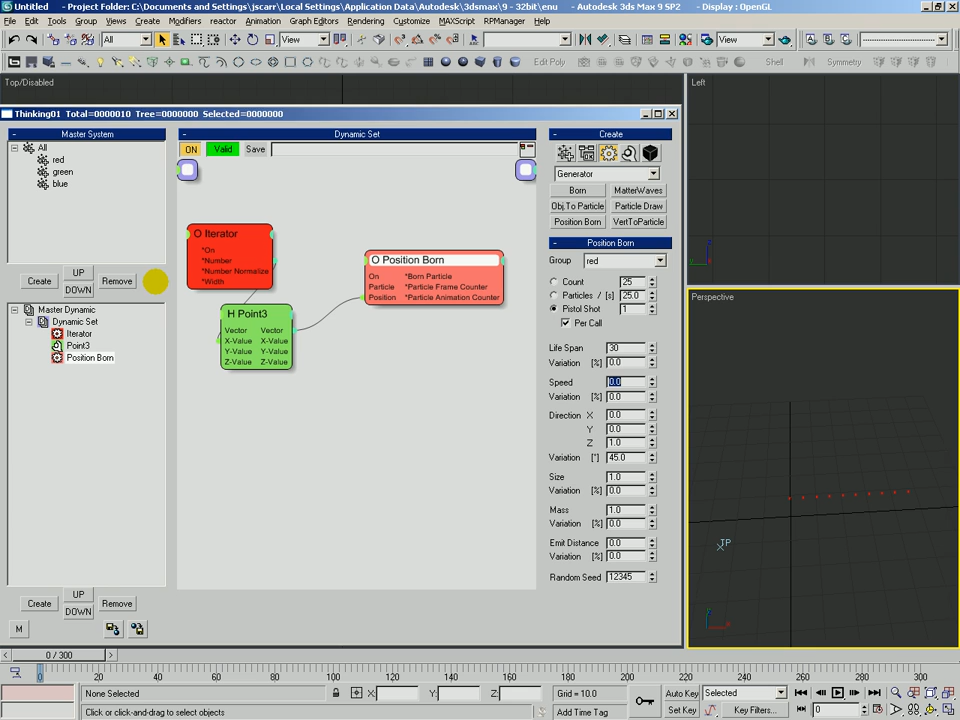 Untitled - Project Folder: C:\Documents and Settings\jscarr\Local Settings\Application Data\Autodesk\3dsmax\9 - 32bit\enu - Autodesk 3ds Max 9 SP2 - Display: OpenGL
File Edit Tools Group Views Create Modifiers reactor Animation Graph Editors Rendering Customize MAXScript RPManager Help
All View View
Edit Poly Shell Symmetry
Top/Disabled
Left
Thinking01 Total=0000010 Tree=0000000 Selected=0000000
Master System
All
red
green
blue
Create UP DOWN Remove
Master Dynamic
Dynamic Set
Iterator
Point3
Position Born
Create UP DOWN Remove
M
Dynamic Set
ON Valid Save
O Iterator
*On
*Number
*Number Normalize
*Width
H Point3
Vector Vector
X-Value X-Value
Y-Value Y-Value
Z-Value Z-Value
O Position Born
On *Born Particle
Particle *Particle Frame Counter
Position *Particle Animation Counter
Create
Generator
Born MatterWaves
Obj.To Particle Particle Draw
Position Born VertToParticle
Position Born
Group red
Count 25
Particles / [s] 25.0
Pistol Shot 1
Per Call
Life Span 30
Variation [%] 0.0
Speed 0.0
Variation [%] 0.0
Direction X 0.0
Y 0.0
Z 1.0
Variation [°] 45.0
Size 1.0
Variation [%] 0.0
Mass 1.0
Variation [%] 0.0
Emit Distance 0.0
Variation [%] 0.0
Random Seed 12345
Perspective
TP
0 / 300
0 20 40 60 80 100 120 140 160 180 200 220 240 260 280 300
None Selected X: Y: Z: Grid = 10.0 Auto Key Selected
Click or click-and-drag to select objects Add Time Tag Set Key Key Filters... 0